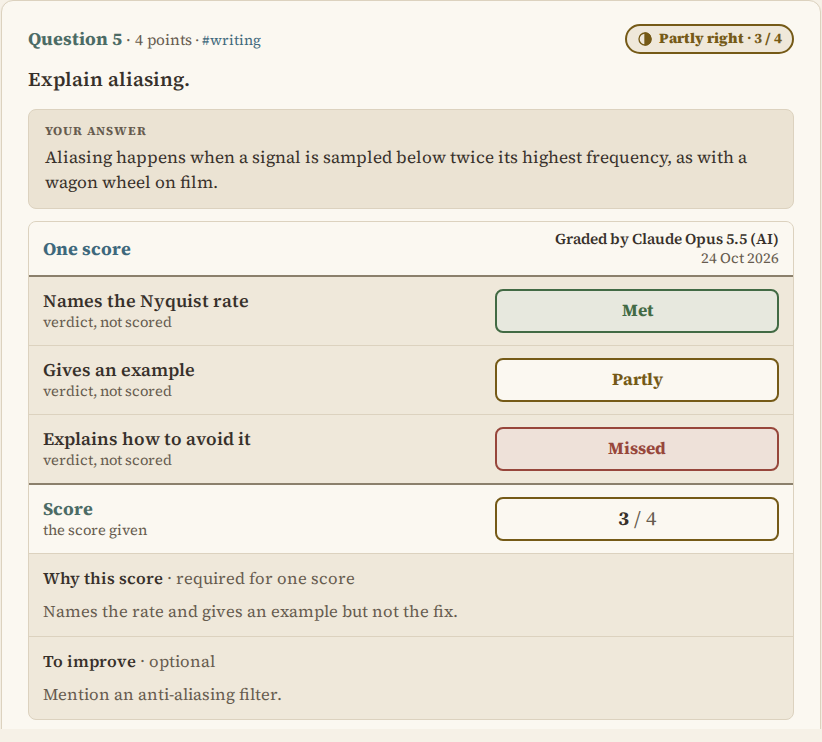 Question 5 · 4 points · #writing
Partly right · 3 / 4
Explain aliasing.
YOUR ANSWER
Aliasing happens when a signal is sampled below twice its highest frequency, as with a
wagon wheel on film.
One score
Graded by Claude Opus 5.5 (AI)
24 Oct 2026
Names the Nyquist rate
verdict, not scored
Met
Gives an example
verdict, not scored
Partly
Explains how to avoid it
verdict, not scored
Missed
Score
the score given
3 / 4
Why this score · required for one score
Names the rate and gives an example but not the fix.
To improve · optional
Mention an anti-aliasing filter.